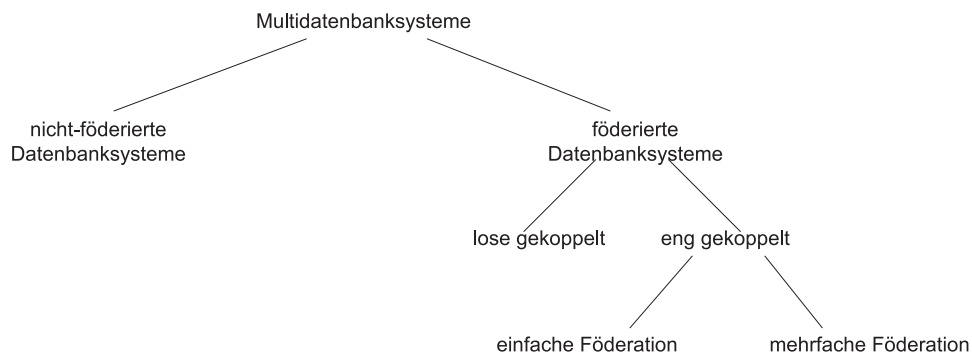 Multidatenbanksysteme
nicht-föderierte
Datenbanksysteme
föderierte
Datenbanksysteme
lose gekoppelt
eng gekoppelt
einfache Föderation
mehrfache Föderation